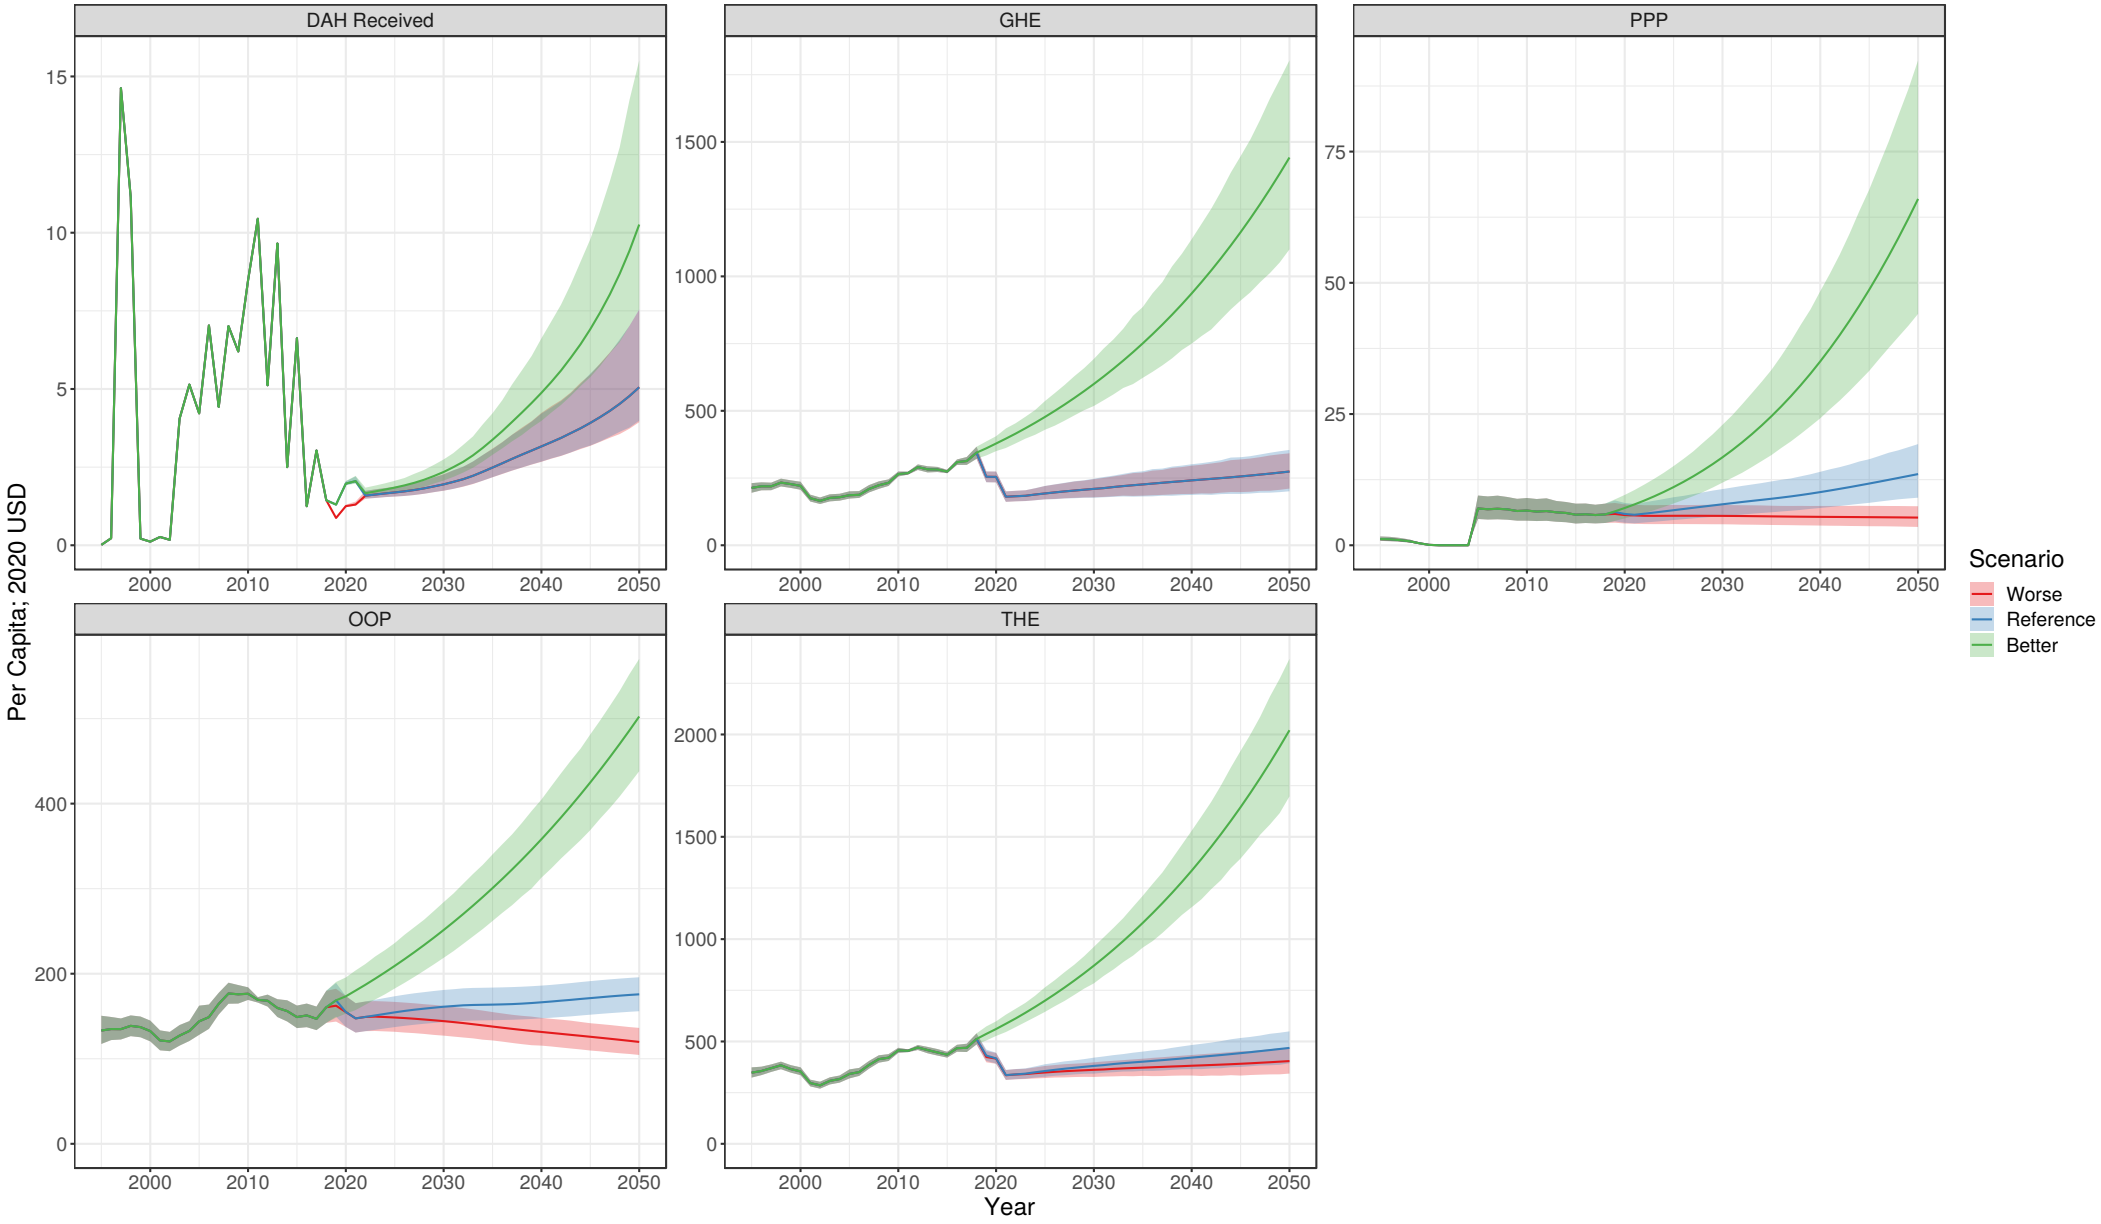 DAH Received
GHE
PPP
15
10
5
0
1500
1000
500
0
75
50
25
0
2000 2010 2020 2030 2040 2050
2000 2010 2020 2030 2040 2050
2000 2010 2020 2030 2040 2050
OOP
THE
400
200
0
2000
1500
1000
500
0
2000 2010 2020 2030 2040 2050
2000 2010 2020 2030 2040 2050
Per Capita; 2020 USD
Year
Scenario
Worse
Reference
Better